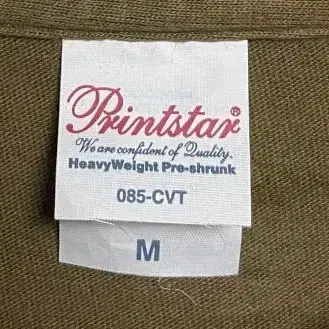 Printstar®
We are confident of Quality.
HeavyWeight Pre-shrunk
085-CVT
M